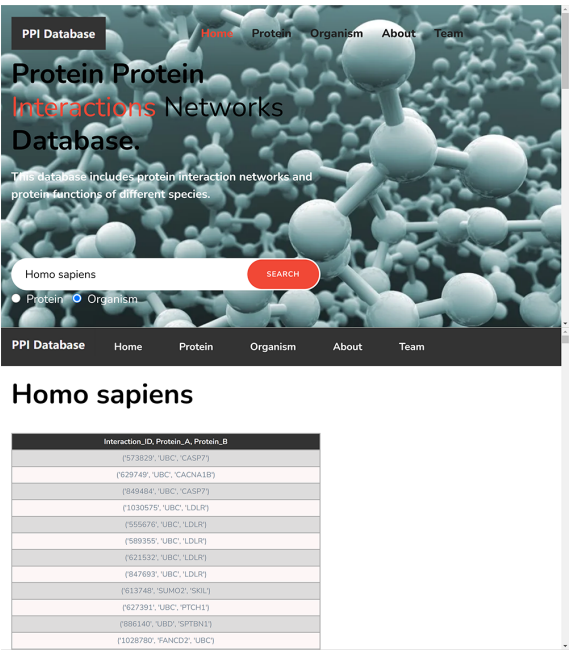 PPI Database
Home Protein Organism About Team
Protein Protein
Interactions Networks
Database.
This database includes protein interaction networks and
protein functions of different species.
Homo sapiens SEARCH
Protein Organism
PPI Database Home Protein Organism About Team
Homo sapiens
Interaction_ID, Protein_A, Protein_B
('573829', 'UBC', 'CASP7')
('629749', 'UBC', 'CACNA1B')
('849484', 'UBC', 'CASP7')
('1030575', 'UBC', 'LDLR')
('555676', 'UBC', 'LDLR')
('589355', 'UBC', 'LDLR')
('621532', 'UBC', 'LDLR')
('847693', 'UBC', 'LDLR')
('613748', 'SUMO2', 'SKIL')
('627391', 'UBC', 'PTCH1')
('886140', 'UBD', 'SPTBN1')
('1028780', 'FANCD2', 'UBC')